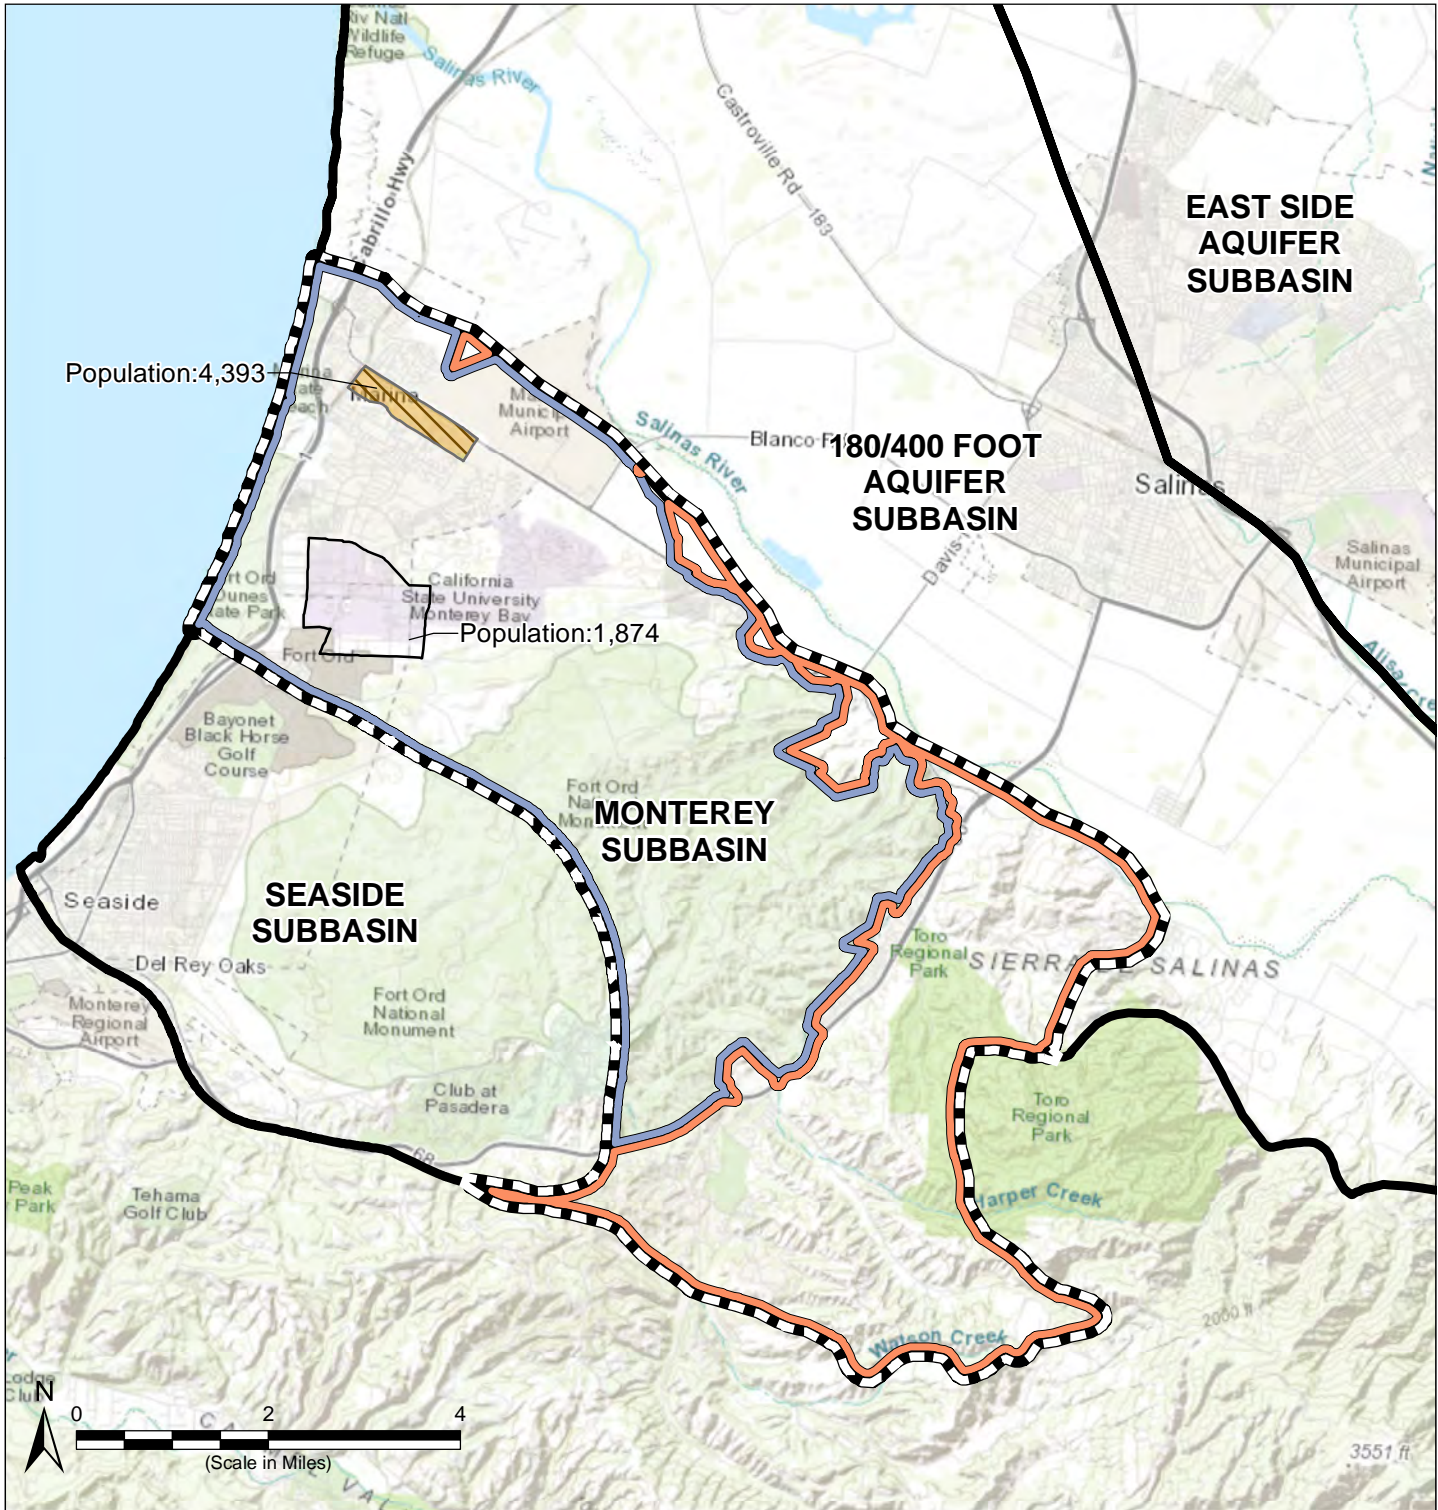 Riv Natl
Wildlife
Refuge
Salinas River
Cabrillo Hwy
Castroville Rd
183
EAST SIDE
AQUIFER
SUBBASIN
Population:4,393
Marina
Municipal
Airport
1
Salinas River
Blanco
180/400 FOOT
AQUIFER
SUBBASIN
Salinas
Davis
Salinas
Municipal
Airport
Fort Ord
Dunes
State Park
California
State University
Monterey Bay
Population:1,874
Fort Ord
Bayonet
Black Horse
Golf
Course
Fort Ord
MONTEREY
SUBBASIN
Seaside
SEASIDE
SUBBASIN
Del Rey Oaks
Toro
Regional
Park
SIERRA
SALINAS
Monterey
Regional
Airport
Fort Ord
National
Monument
Club at
Pasadera
Toro
Regional
Park
68
Peak
Park
Tehama
Golf Club
Harper Creek
Watson Creek
2000 ft
Lodge
Club
N
0
2
4
(Scale in Miles)
3551 ft